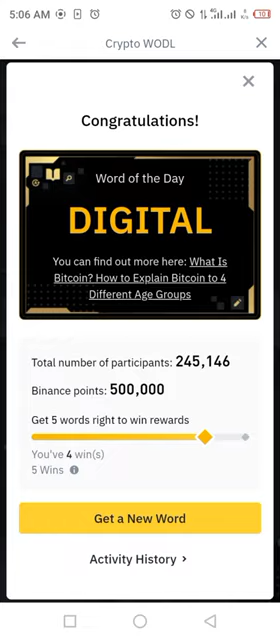 5:06 AM
Crypto WODL
Congratulations!
Word of the Day
DIGITAL
You can find out more here: What Is
Bitcoin? How to Explain Bitcoin to 4
Different Age Groups
Total number of participants: 245,146
Binance points: 500,000
Get 5 words right to win rewards
You've 4 win(s)
5 Wins
Get a New Word
Activity History